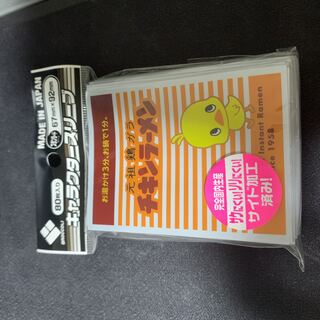 MADE IN JAPAN
67mm×92mm
キャラクタースリーブ
80枚入り
お湯かけ3分、お鍋で1分。
元祖鶏ガラ
チキンラーメン
Instant Ramen
Since 1958
完全国内生産
サイド加工
済み!